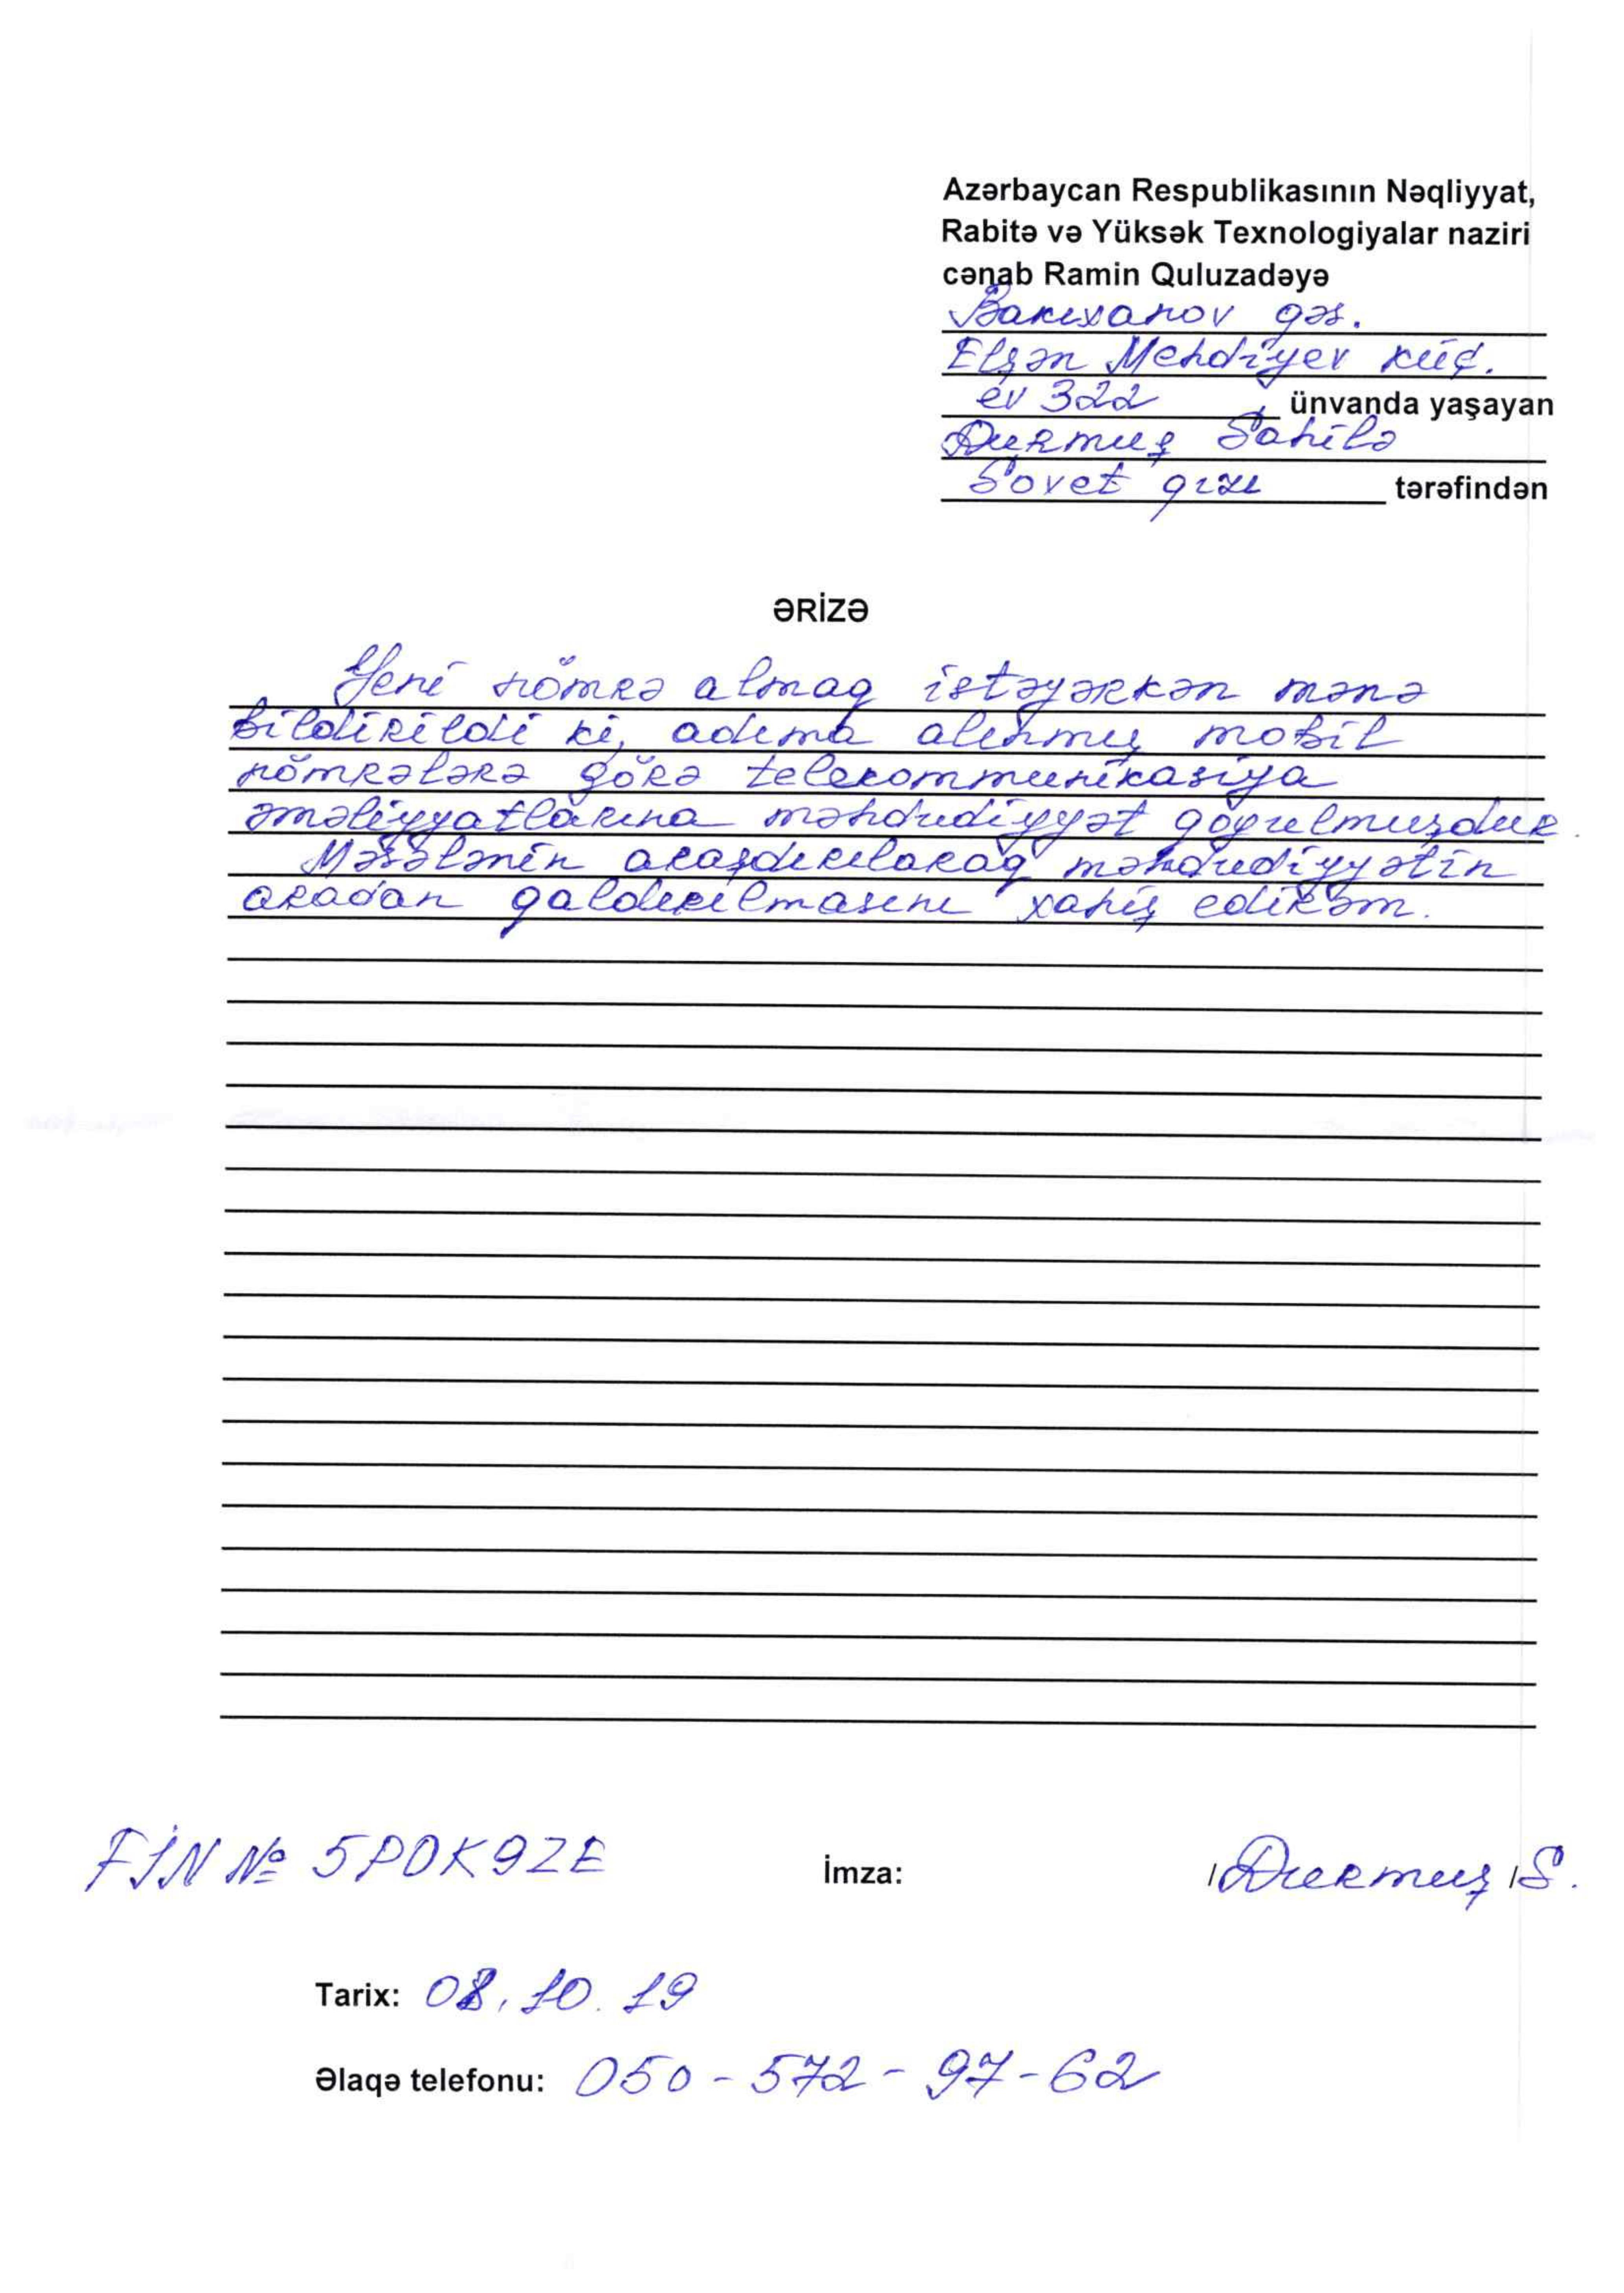 Azərbaycan Respublikasının Nəqliyyat,
Rabitə və Yüksək Texnologiyalar naziri
cənab Ramin Quluzadəyə
Bakıxanov qəs.
Elşən Mehdiyev küç.
ev 322, ünvanda yaşayan
Durmuş Sahilə
Sovet qızı tərəfindən
ƏRİZƏ
Yeni nömrə almaq istəyərkən mənə
bildirildi ki, adıma alınmış mobil
nömrələrə görə telekommunikasiya
əməliyyatlarına məhdudiyyət qoyulmuşdur.
Məsələnin araşdırılaraq məhdudiyyətin
aradan qaldırılmasını xahiş edirəm.
FİN № 5PDK9ZE İmza: /Durmuş/S.
Tarix: 08.10.19
Əlaqə telefonu: 050-572-97-62